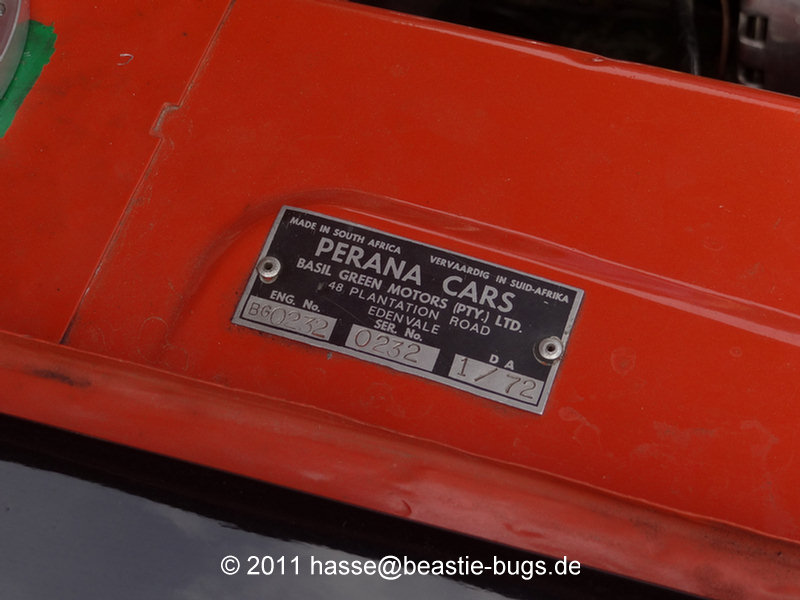 MADE IN SOUTH AFRICA VERVAARDIG IN SUID-AFRIKA
PERANA CARS
BASIL GREEN MOTORS (PTY.) LTD.
48 PLANTATION ROAD
EDENVALE
ENG. No. SER. No. D A
BG0232 0232 1/72
© 2011 hasse@beastie-bugs.de